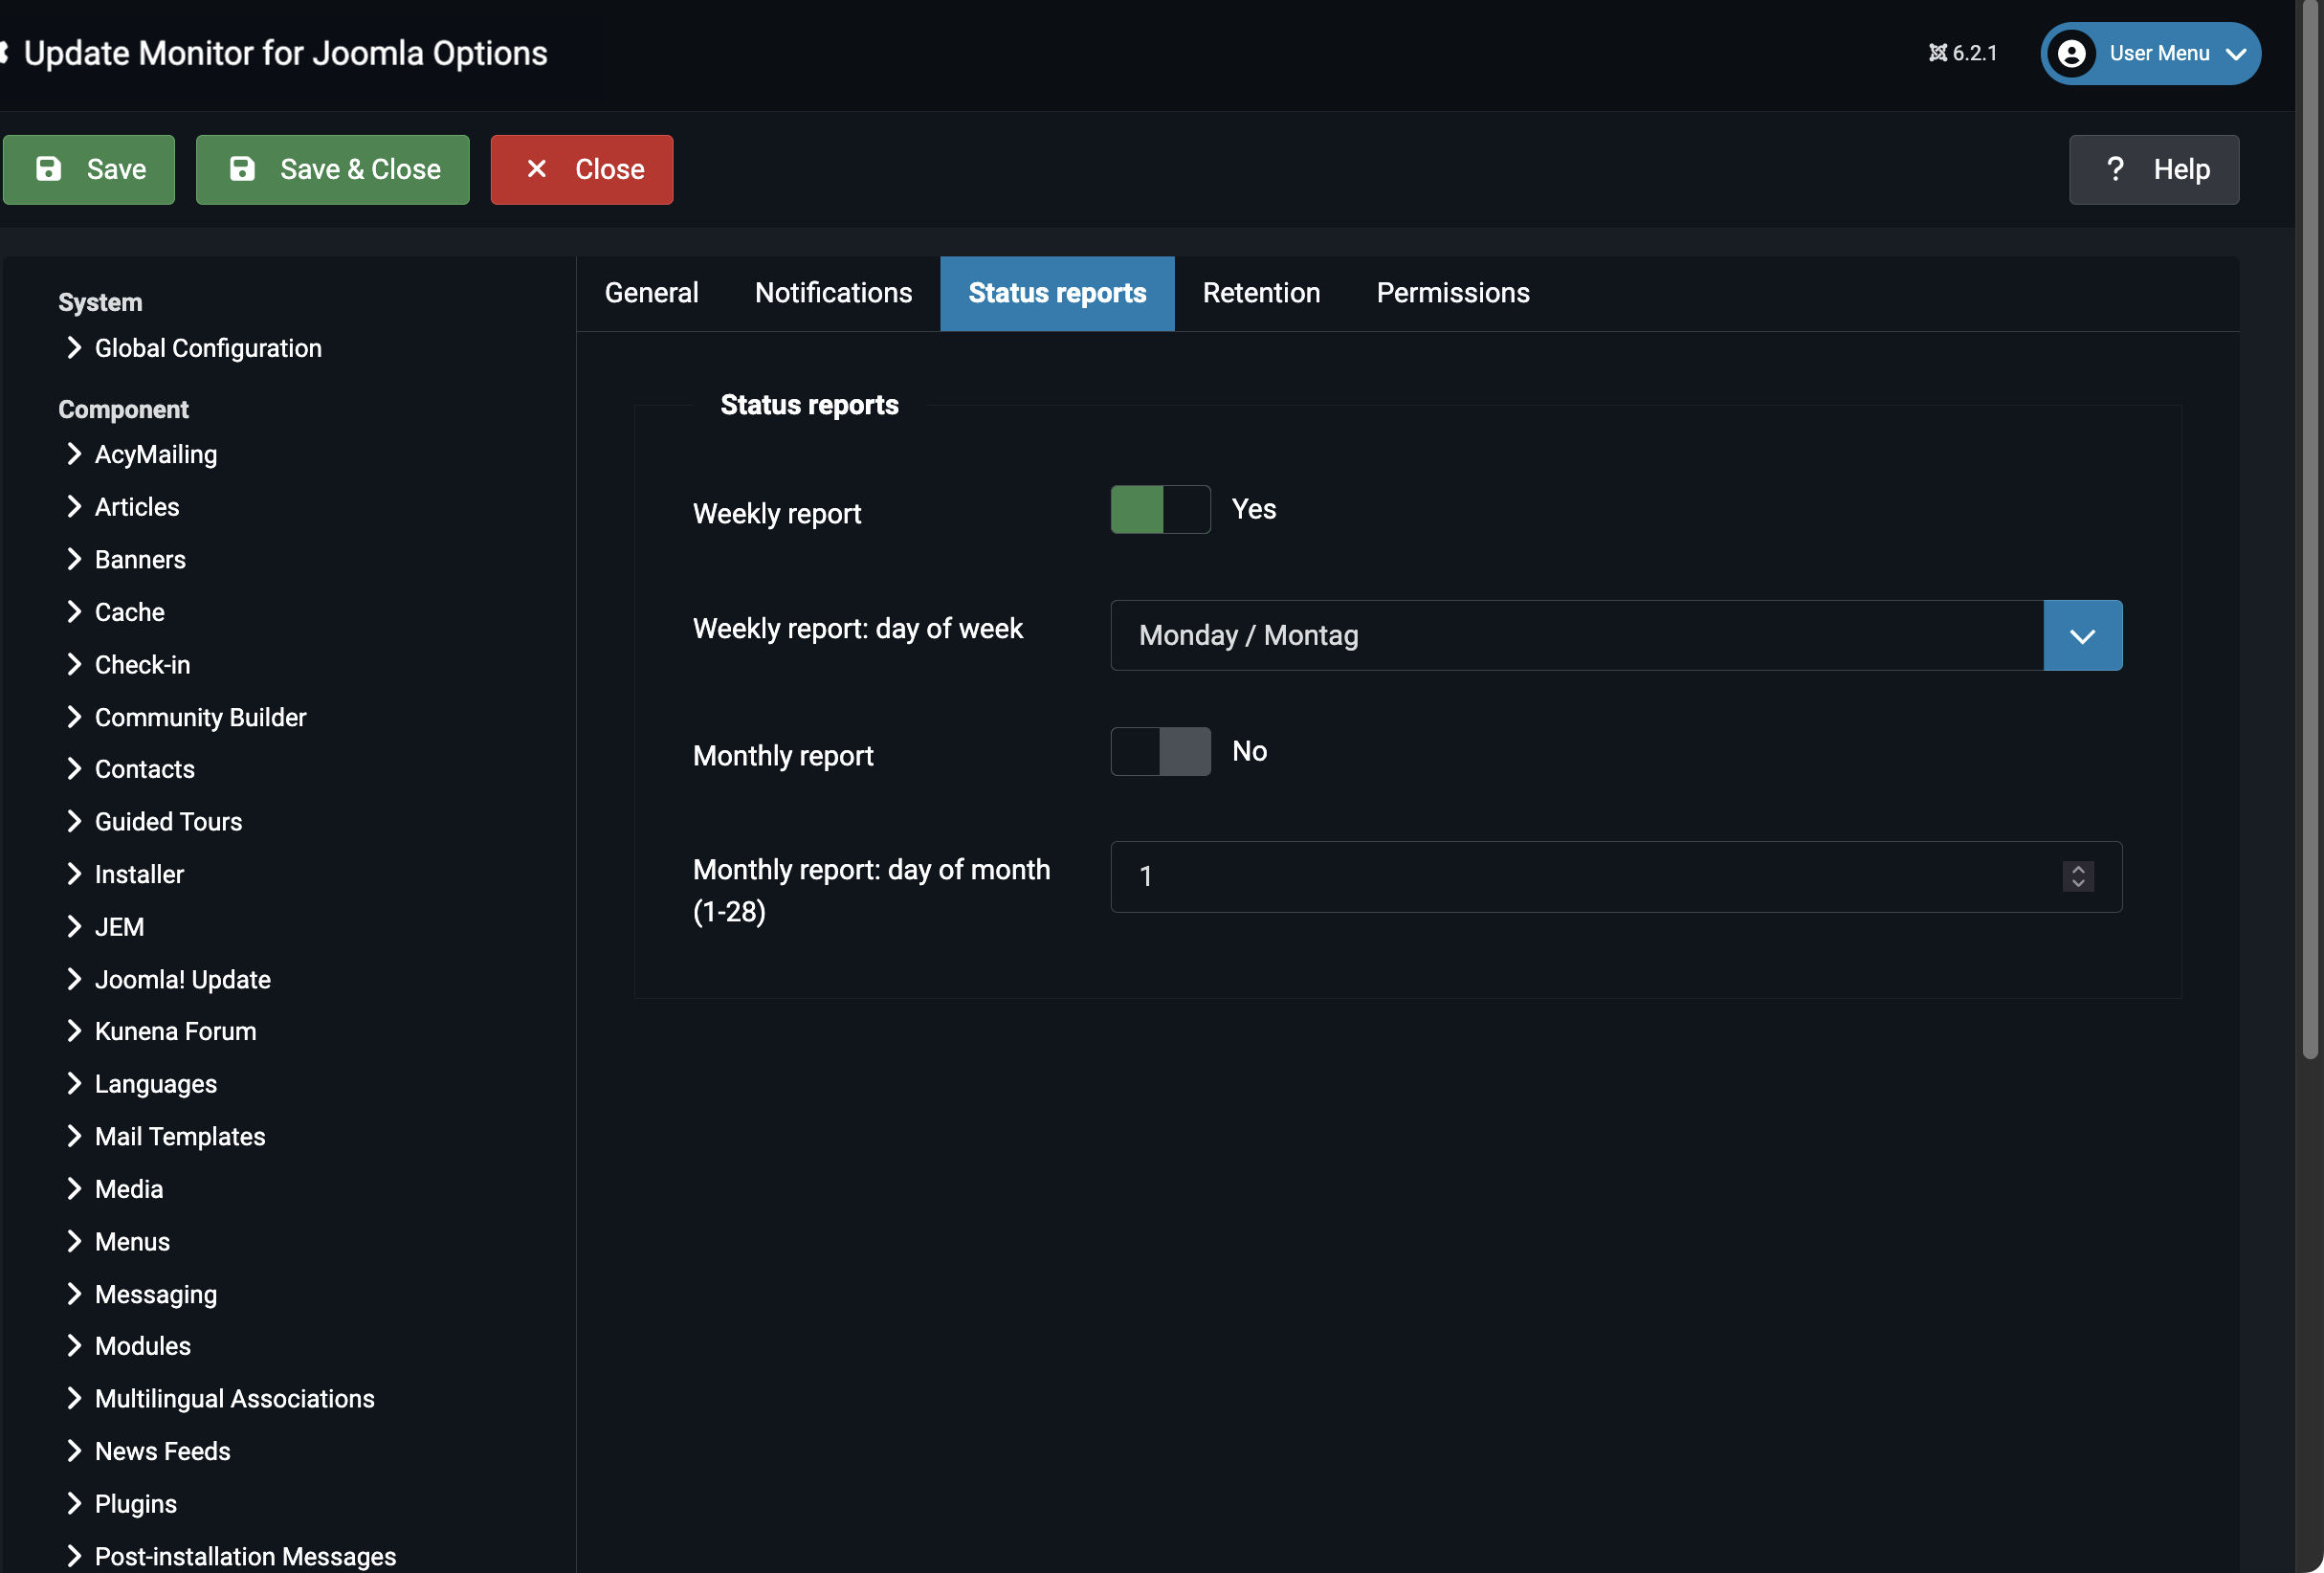 Update Monitor for Joomla Options
6.2.1
User Menu
Save
Save & Close
Close
Help
System
Global Configuration
Component
AcyMailing
Articles
Banners
Cache
Check-in
Community Builder
Contacts
Guided Tours
Installer
JEM
Joomla! Update
Kunena Forum
Languages
Mail Templates
Media
Menus
Messaging
Modules
Multilingual Associations
News Feeds
Plugins
Post-installation Messages
General
Notifications
Status reports
Retention
Permissions
Status reports
Weekly report
Yes
Weekly report: day of week
Monday / Montag
Monthly report
No
Monthly report: day of month
(1-28)
1